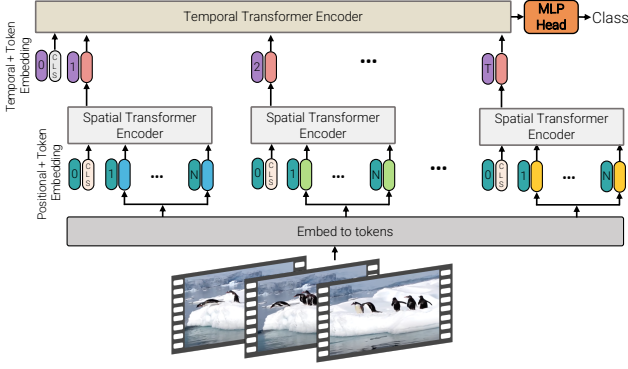 Temporal Transformer Encoder
MLP
Head
Class
Temporal + Token
Embedding
0 CLS 1 2 ... T
Spatial Transformer
Encoder
Spatial Transformer
Encoder
Spatial Transformer
Encoder
Positional + Token
Embedding
0 CLS 1 ... N 0 CLS 1 ... N ... 0 CLS 1 ... N
Embed to tokens